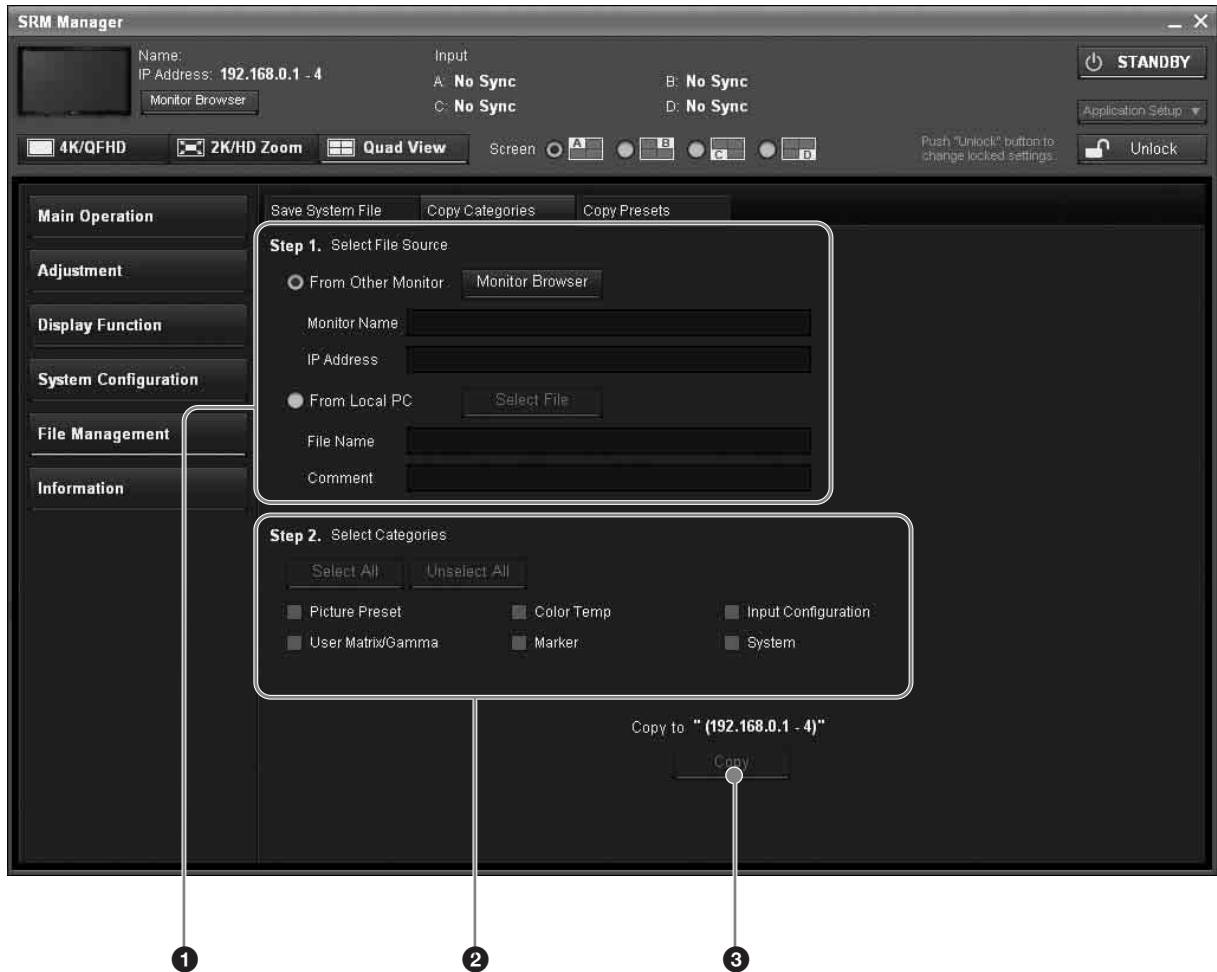 SRM Manager
Name:
IP Address: 192.168.0.1 - 4
Monitor Browser
Input
A: No Sync
B: No Sync
C: No Sync
D: No Sync
STANDBY
Application Setup
4K/QFHD
2K/HD Zoom
Quad View
Screen
A
B
C
D
Push "Unlock" button to
change locked settings.
Unlock
Main Operation
Adjustment
Display Function
System Configuration
File Management
Information
Save System File
Copy Categories
Copy Presets
Step 1. Select File Source
From Other Monitor
Monitor Browser
Monitor Name
IP Address
From Local PC
Select File
File Name
Comment
Step 2. Select Categories
Select All
Unselect All
Picture Preset
Color Temp
Input Configuration
User Matrix/Gamma
Marker
System
Copy to " (192.168.0.1 - 4)"
Copy
1
2
3